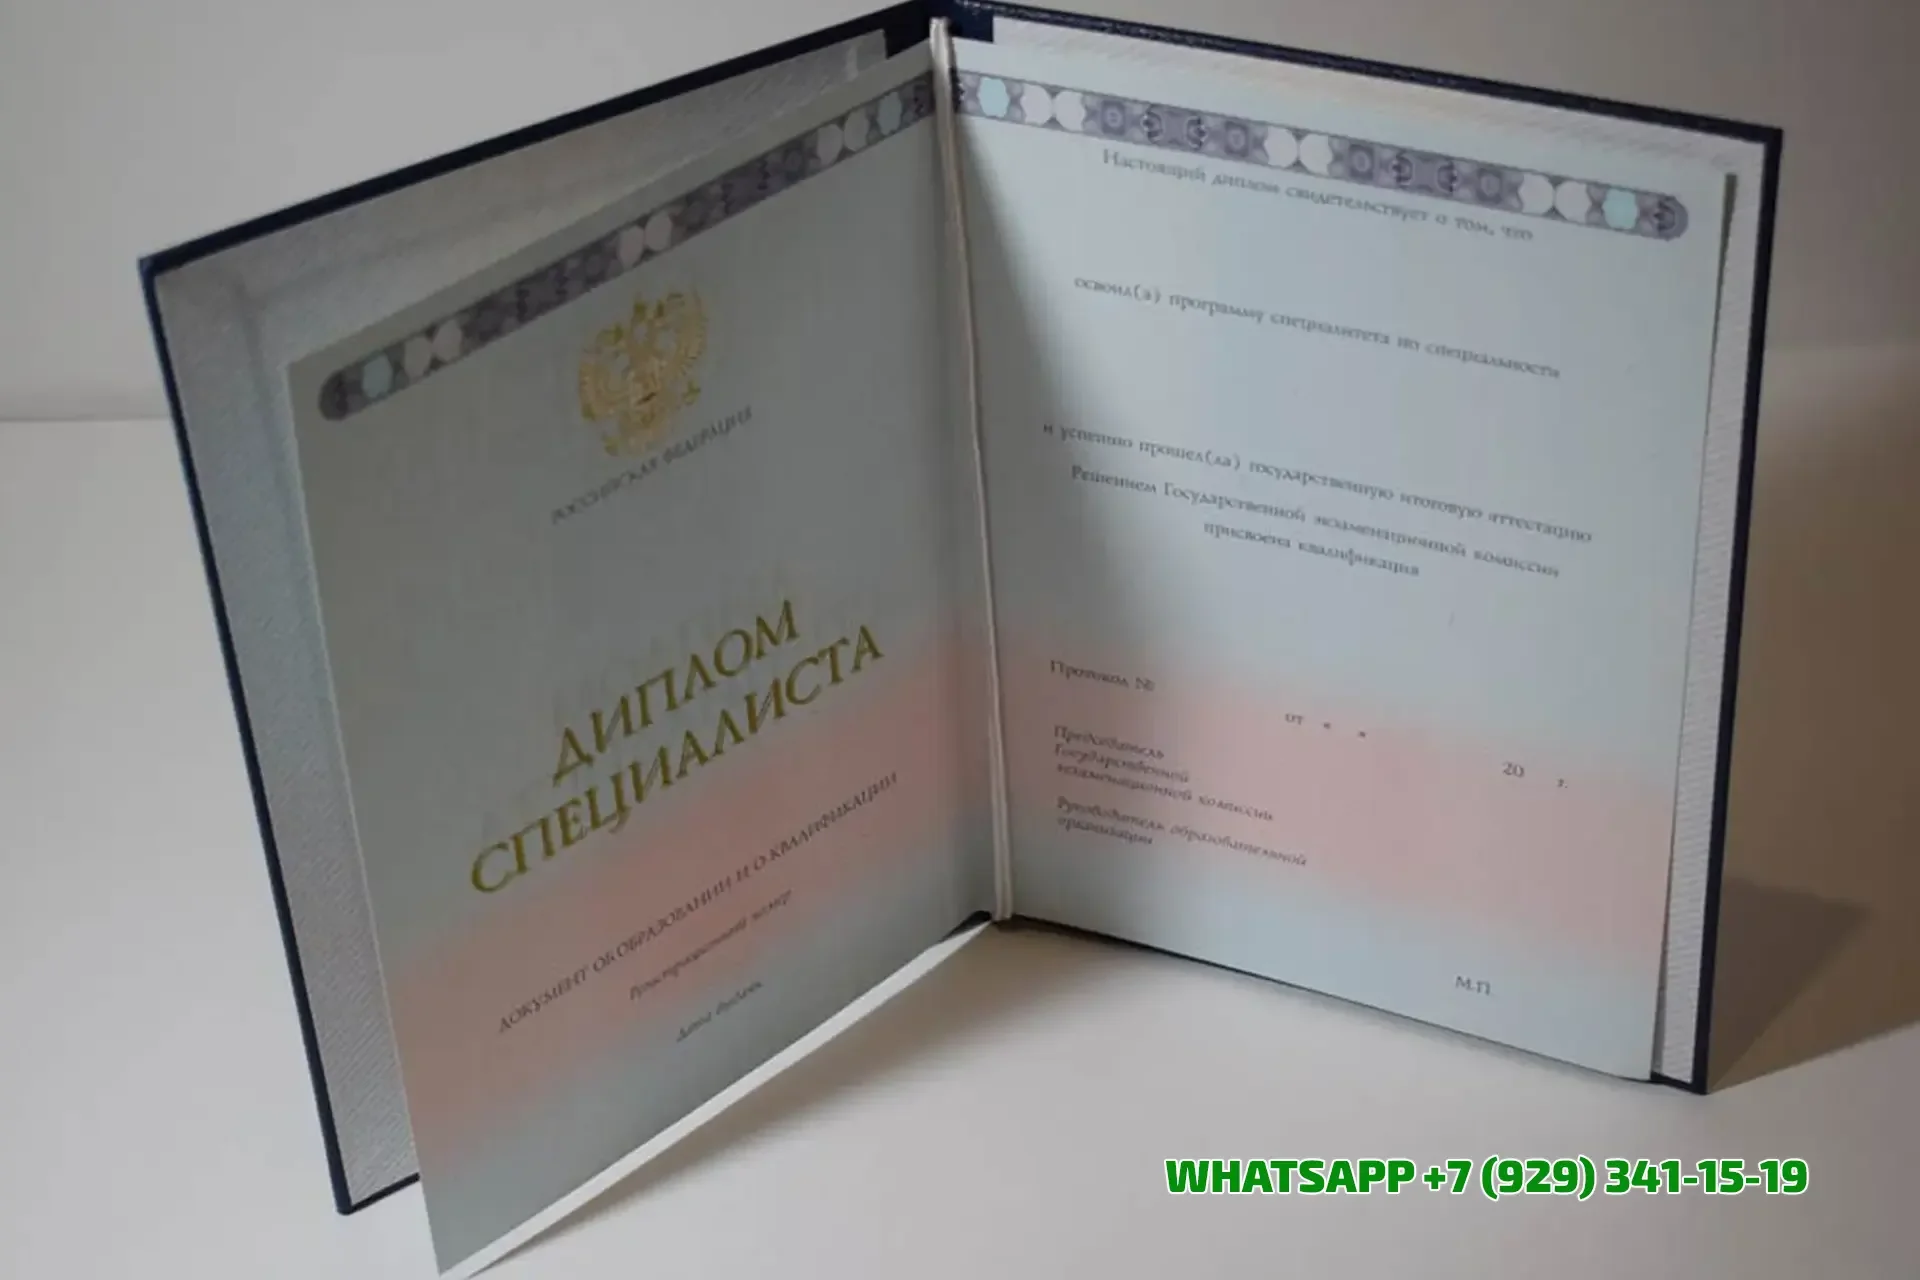 РОССИЙСКАЯ ФЕДЕРАЦИЯ
ДИПЛОМ
СПЕЦИАЛИСТА
ДОКУМЕНТ ОБ ОБРАЗОВАНИИ И О КВАЛИФИКАЦИИ
Регистрационный номер
Дата выдачи
Настоящий диплом свидетельствует о том, что
освоил(а) программу специалитета по специальности
и успешно прошел(ла) государственную итоговую аттестацию
Решением Государственной экзаменационной комиссии
присвоена квалификация
Протокол №
от « » 20 г.
Председатель
Государственной
экзаменационной комиссии
Руководитель образовательной
организации
М.П.
WHATSAPP +7 (929) 341-15-19